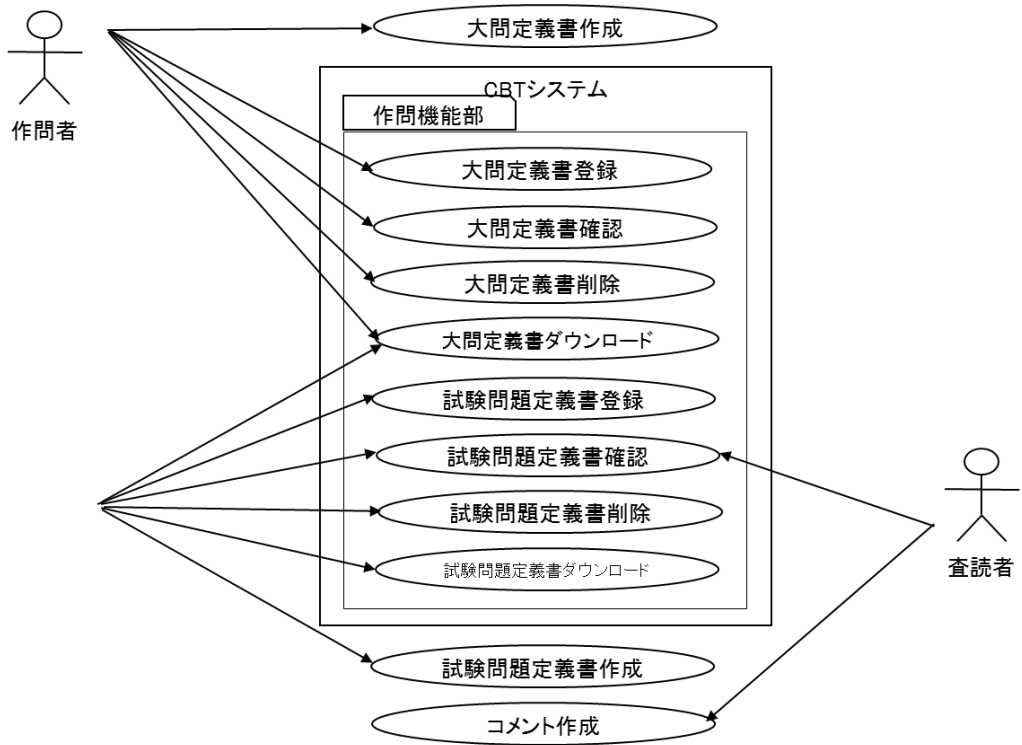 大問定義書作成
作問者
CBTシステム
作問機能部
大問定義書登録
大問定義書確認
大問定義書削除
大問定義書ダウンロード
試験問題定義書登録
試験問題定義書確認
試験問題定義書削除
試験問題定義書ダウンロード
査読者
試験問題定義書作成
コメント作成